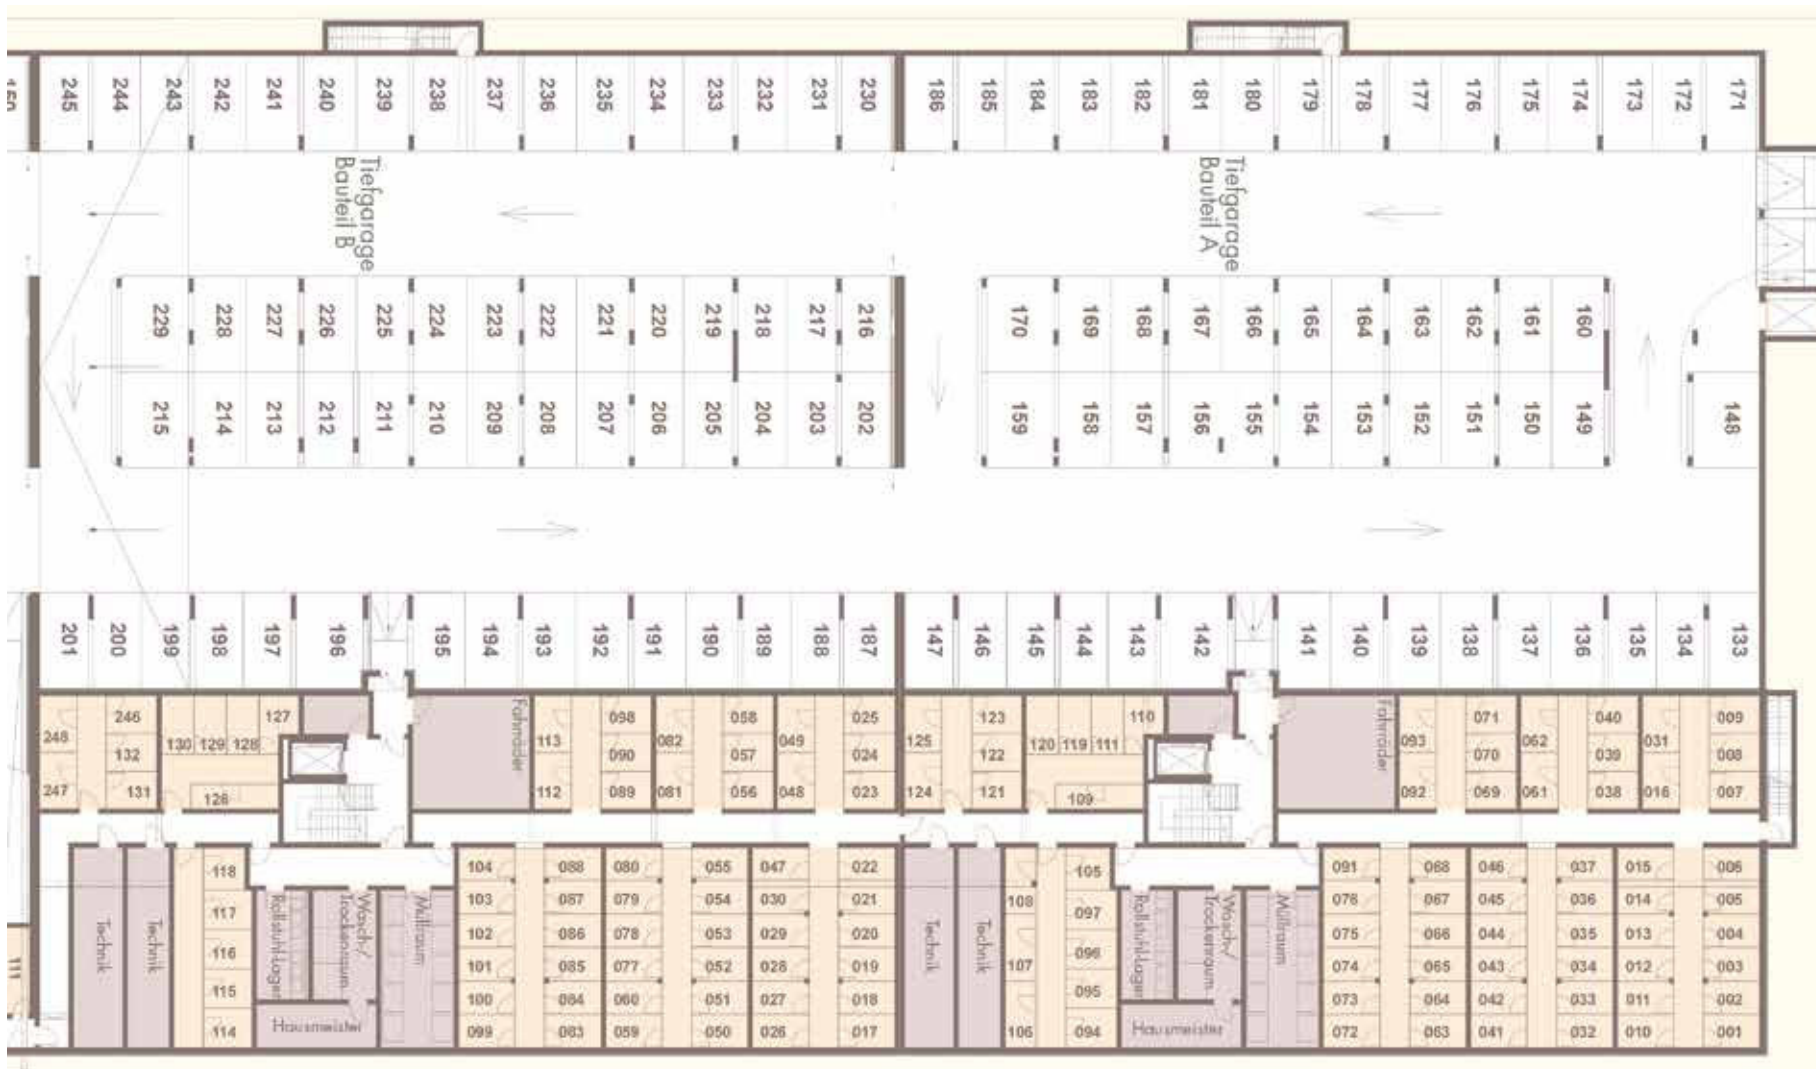 245 244 243 242 241 240 239 238 237 236 235 234 233 232 231 230 186 185 184 183 182 181 180 179 178 177 176 175 174 173 172 171
Tiefgarage
Bauteil B
Tiefgarage
Bauteil A
229 228 227 226 225 224 223 222 221 220 219 218 217 216 170 169 168 167 166 165 164 163 162 161 160
215 214 213 212 211 210 209 208 207 206 205 204 203 202 159 158 157 156 155 154 153 152 151 150 149 148
201 200 199 198 197 196 195 194 193 192 191 190 189 188 187 147 146 145 144 143 142 141 140 139 138 137 136 135 134 133
246 127 098 058 025 123 110 071 040 009
248 130 129 128 113 082 049 125 120 119 111 093 062 031
132 090 057 024 122 070 039 008
247 131 126 112 089 081 056 048 023 124 121 109 092 069 061 038 016 007
Fahrräder
Fahrräder
118 104 088 080 055 047 022 105 091 068 046 037 015 006
117 103 087 079 054 030 021 108 097 076 067 045 036 014 005
116 102 086 078 053 029 020 096 075 066 044 035 013 004
115 101 085 077 052 028 019 107 095 074 065 043 034 012 003
100 084 060 051 027 018 073 064 042 033 011 002
114 099 083 059 050 026 017 106 094 072 063 041 032 010 001
Technik
Technik
Rollstuhl-Lager
Wasch-/
Trockenraum
Müllraum
Hausmeister
Technik
Technik
Rollstuhl-Lager
Wasch-/
Trockenraum
Müllraum
Hausmeister
111